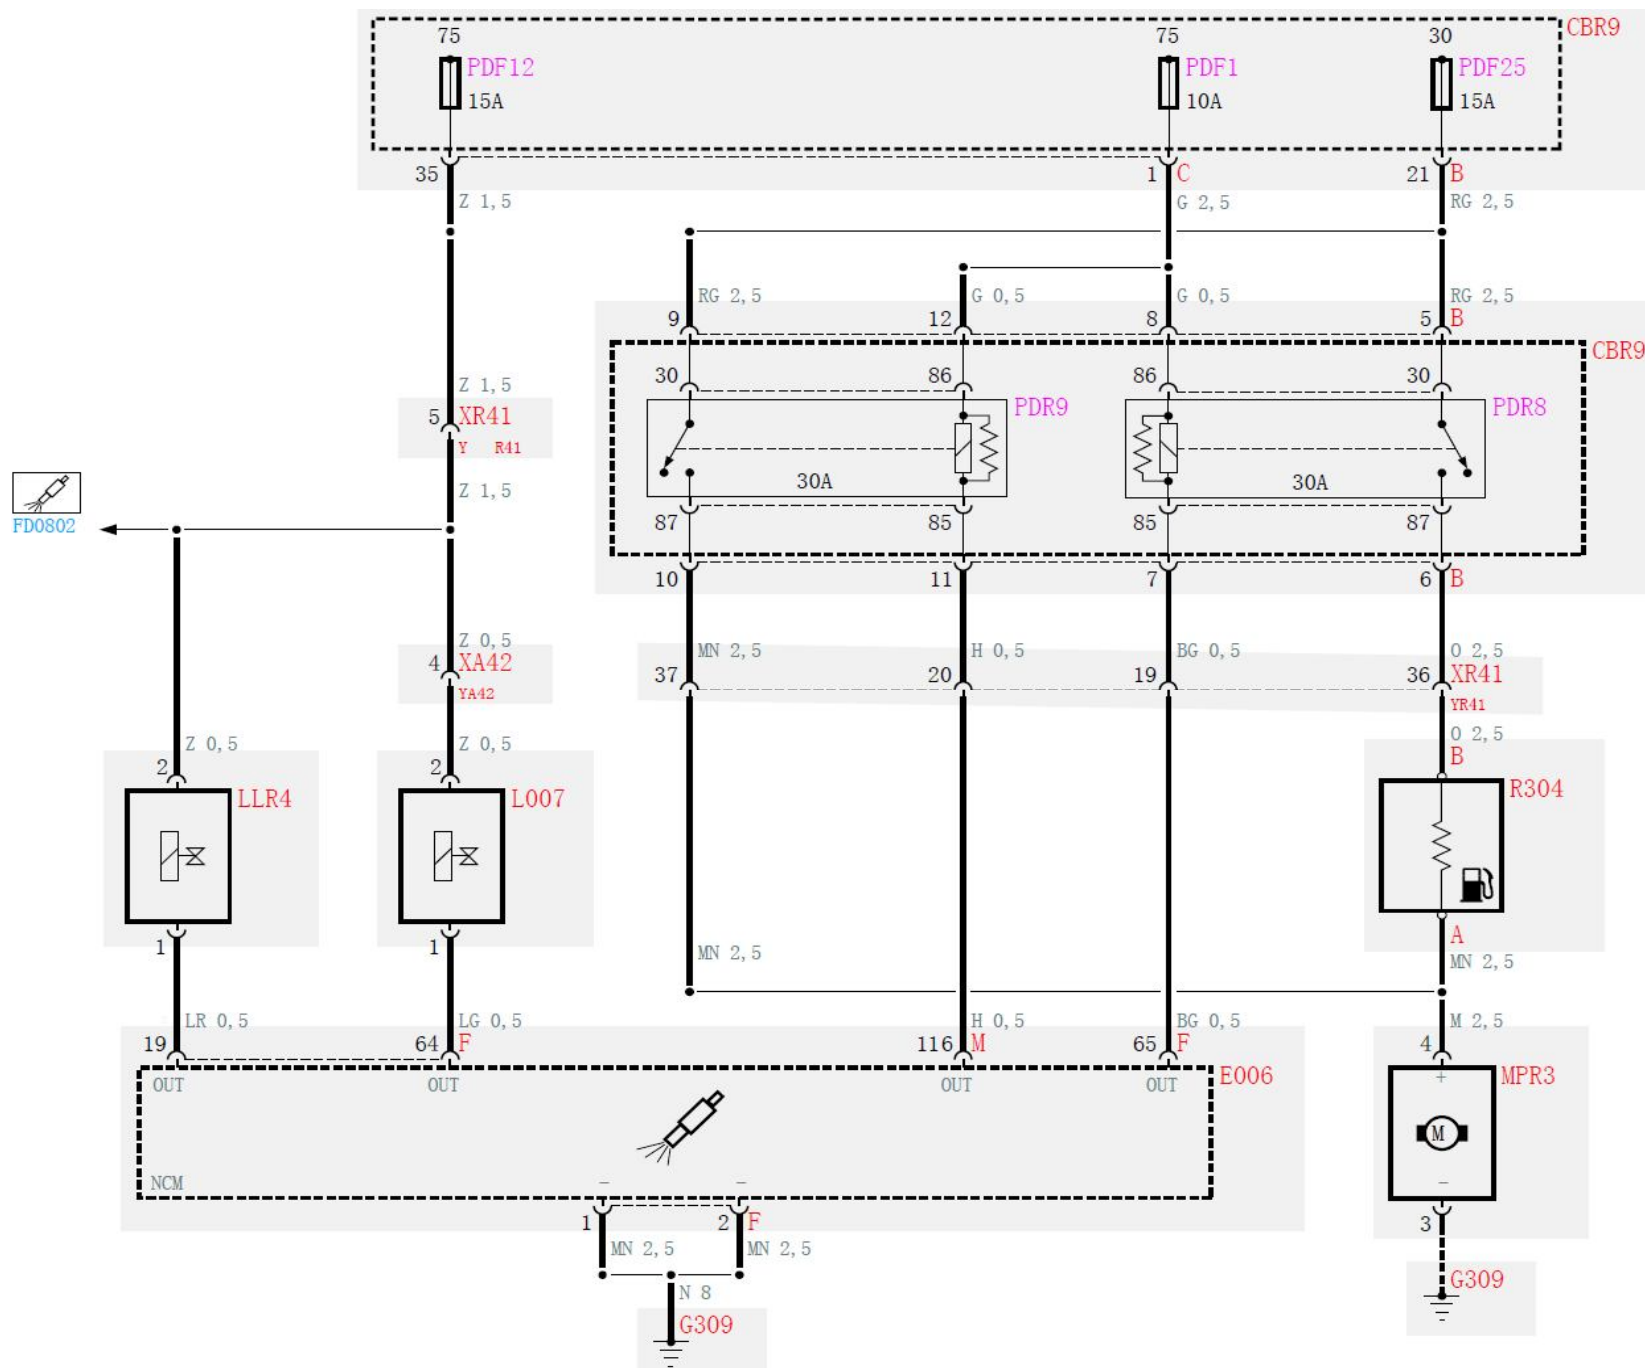 75 75 30 CBR9
PDF12 PDF1 PDF25
15A 10A 15A
35 1 C 21 B
Z 1,5 G 2,5 RG 2,5
RG 2,5 G 0,5 G 0,5 RG 2,5
9 12 8 5 B
CBR9
30 86 86 30
Z 1,5
5 XR41 PDR9 PDR8
Y R41
Z 1,5 30A 30A
FD0802
87 85 85 87
10 11 7 6 B
Z 0,5 MN 2,5 H 0,5 BG 0,5 O 2,5
4 XA42 37 20 19 36 XR41
YA42 YR41
Z 0,5 Z 0,5 O 2,5
2 2 B
LLR4 L007 R304
1 1 A
MN 2,5 MN 2,5
LR 0,5 LG 0,5 H 0,5 BG 0,5 M 2,5
19 64 F 116 M 65 F 4
OUT OUT OUT OUT E006 + MPR3
M
NCM - - -
1 2 F 3
MN 2,5 MN 2,5
N 8 G309
G309